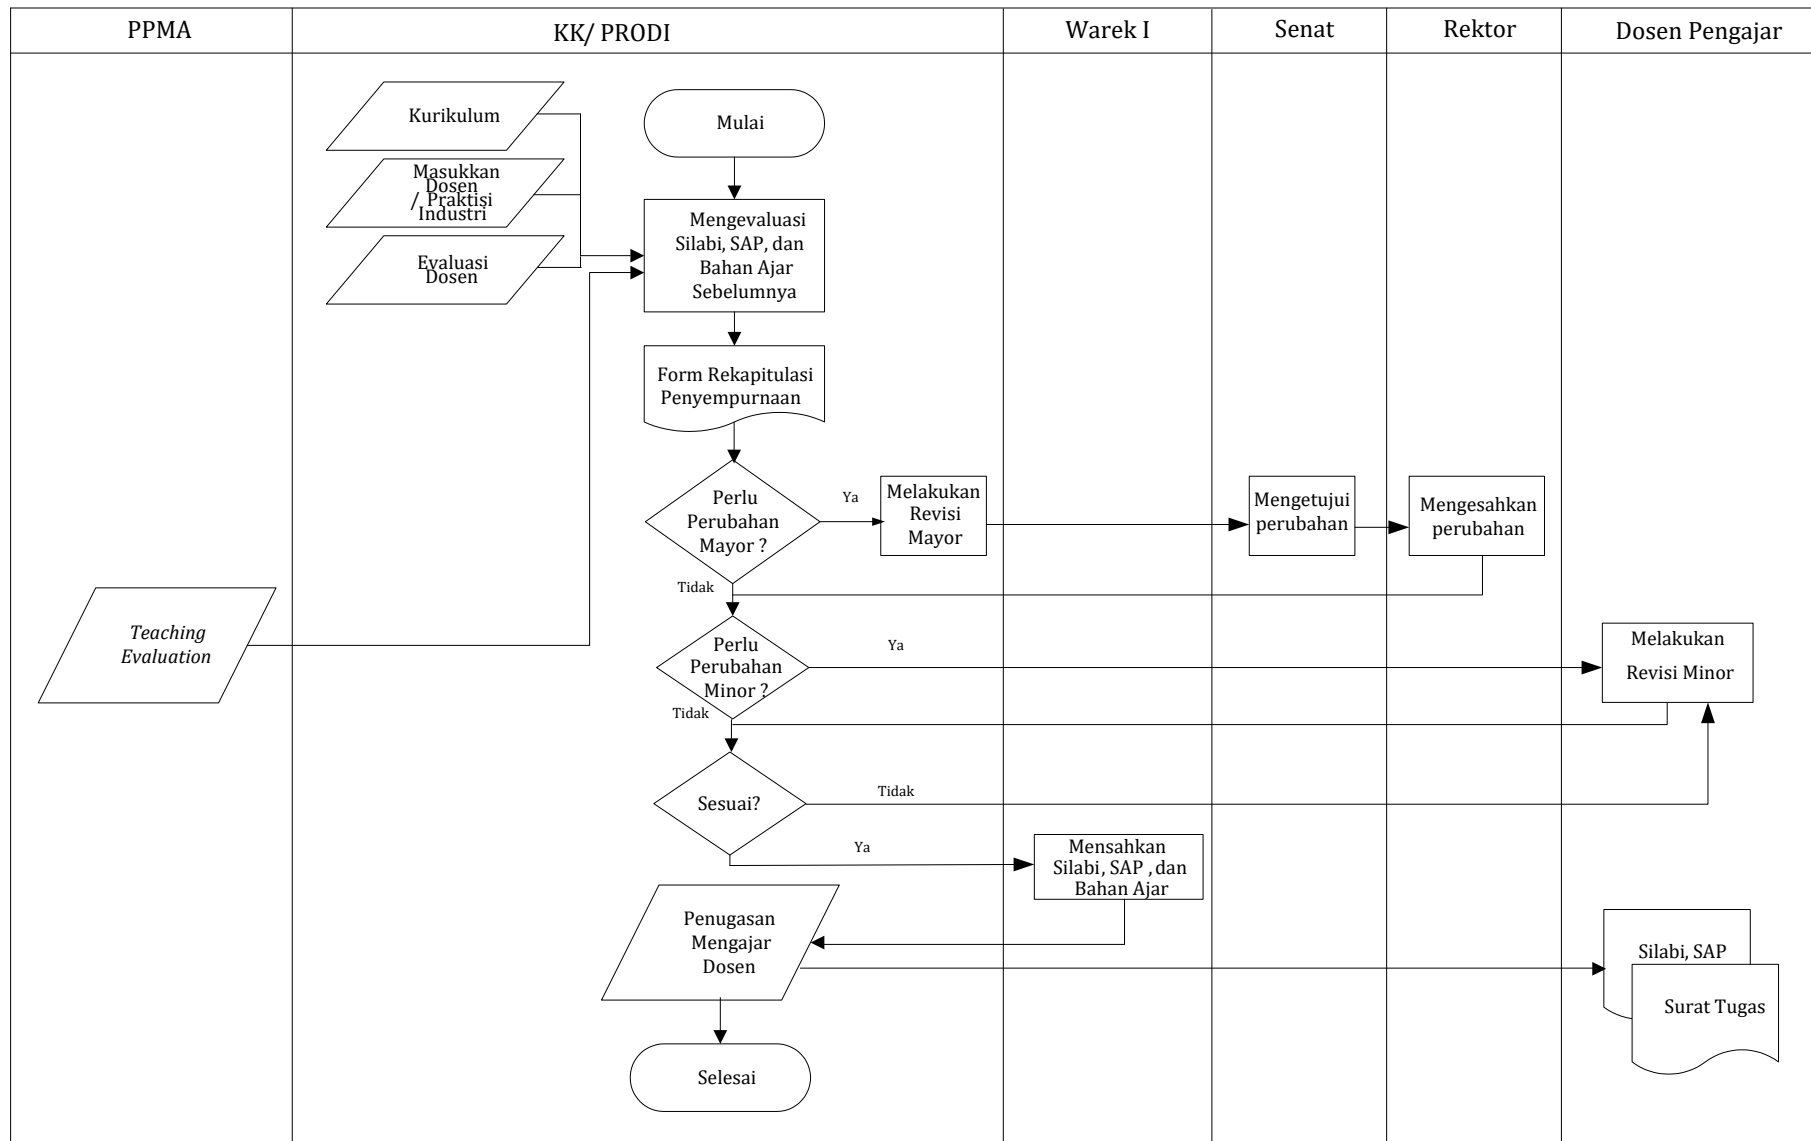 PPMA
KK/ PRODI
Warek I
Senat
Rektor
Dosen Pengajar
Kurikulum
Mulai
Masukkan
Dosen
/ Praktisi
Industri
Mengevaluasi
Silabi, SAP, dan
Bahan Ajar
Sebelumnya
Evaluasi
Dosen
Form Rekapitulasi
Penyempurnaan
Perlu
Perubahan
Mayor ?
Ya
Melakukan
Revisi
Mayor
Mengetujui
perubahan
Mengesahkan
perubahan
Tidak
Teaching
Evaluation
Perlu
Perubahan
Minor ?
Ya
Melakukan
Revisi Minor
Tidak
Sesuai?
Tidak
Ya
Mensahkan
Silabi, SAP , dan
Bahan Ajar
Penugasan
Mengajar
Dosen
Silabi, SAP
Surat Tugas
Selesai